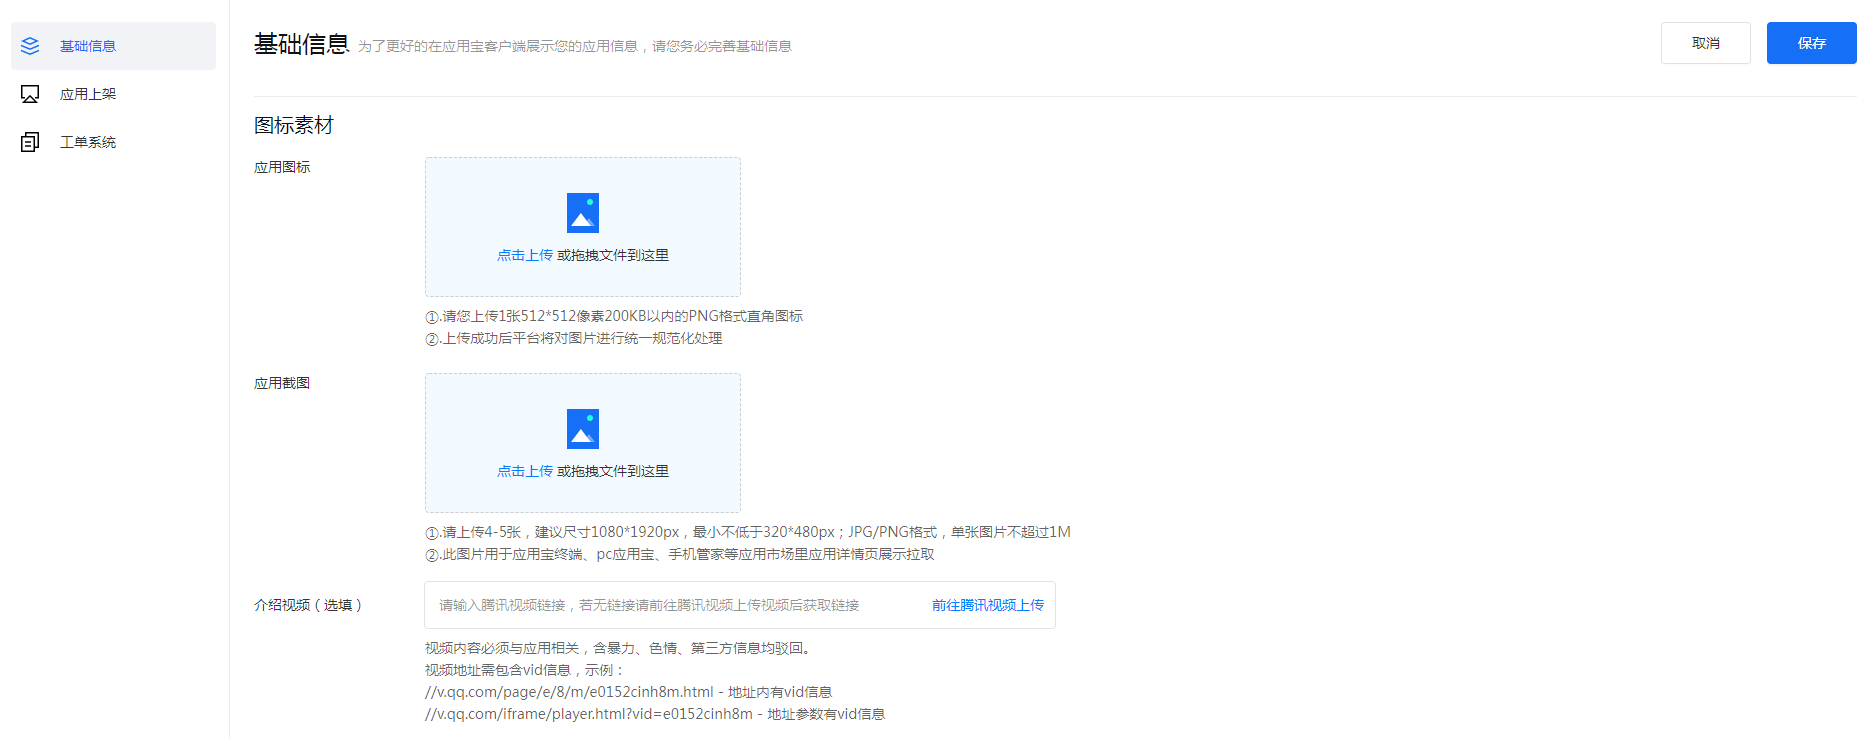 基础信息
应用上架
工单系统
基础信息 为了更好的在应用宝客户端展示您的应用信息，请您务必完善基础信息
取消
保存
图标素材
应用图标
点击上传 或拖拽文件到这里
①.请您上传1张512*512像素200KB以内的PNG格式直角图标
②.上传成功后平台将对图片进行统一规范化处理
应用截图
点击上传 或拖拽文件到这里
①.请上传4-5张，建议尺寸1080*1920px，最小不低于320*480px；JPG/PNG格式，单张图片不超过1M
②.此图片用于应用宝终端、pc应用宝、手机管家等应用市场里应用详情页展示拉取
介绍视频（选填）
请输入腾讯视频链接，若无链接请前往腾讯视频上传视频后获取链接
前往腾讯视频上传
视频内容必须与应用相关，含暴力、色情、第三方信息均驳回。
视频地址需包含vid信息，示例：
//v.qq.com/page/e/8/m/e0152cinh8m.html - 地址内有vid信息
//v.qq.com/iframe/player.html?vid=e0152cinh8m - 地址参数有vid信息